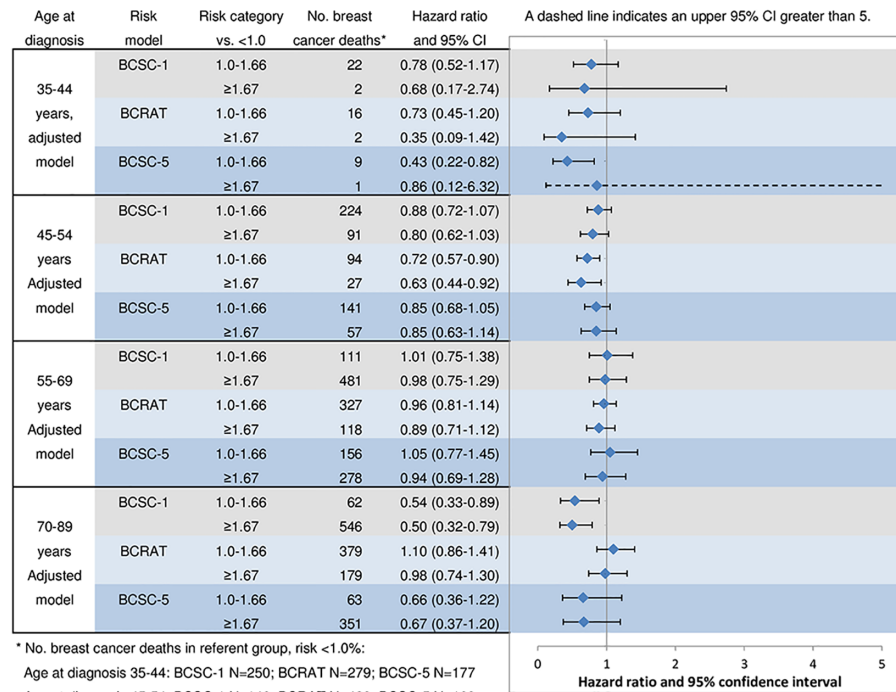 Age at diagnosis Risk model Risk category vs. <1.0 No. breast cancer deaths* Hazard ratio and 95% CI A dashed line indicates an upper 95% CI greater than 5.
35-44 years, adjusted model
BCSC-1 1.0-1.66 22 0.78 (0.52-1.17)
≥1.67 2 0.68 (0.17-2.74)
BCRAT 1.0-1.66 16 0.73 (0.45-1.20)
≥1.67 2 0.35 (0.09-1.42)
BCSC-5 1.0-1.66 9 0.43 (0.22-0.82)
≥1.67 1 0.86 (0.12-6.32)
45-54 years Adjusted model
BCSC-1 1.0-1.66 224 0.88 (0.72-1.07)
≥1.67 91 0.80 (0.62-1.03)
BCRAT 1.0-1.66 94 0.72 (0.57-0.90)
≥1.67 27 0.63 (0.44-0.92)
BCSC-5 1.0-1.66 141 0.85 (0.68-1.05)
≥1.67 57 0.85 (0.63-1.14)
55-69 years Adjusted model
BCSC-1 1.0-1.66 111 1.01 (0.75-1.38)
≥1.67 481 0.98 (0.75-1.29)
BCRAT 1.0-1.66 327 0.96 (0.81-1.14)
≥1.67 118 0.89 (0.71-1.12)
BCSC-5 1.0-1.66 156 1.05 (0.77-1.45)
≥1.67 278 0.94 (0.69-1.28)
70-89 years Adjusted model
BCSC-1 1.0-1.66 62 0.54 (0.33-0.89)
≥1.67 546 0.50 (0.32-0.79)
BCRAT 1.0-1.66 379 1.10 (0.86-1.41)
≥1.67 179 0.98 (0.74-1.30)
BCSC-5 1.0-1.66 63 0.66 (0.36-1.22)
≥1.67 351 0.67 (0.37-1.20)
* No. breast cancer deaths in referent group, risk <1.0%:
Age at diagnosis 35-44: BCSC-1 N=250; BCRAT N=279; BCSC-5 N=177
0 1 2 3 4 5
Hazard ratio and 95% confidence interval